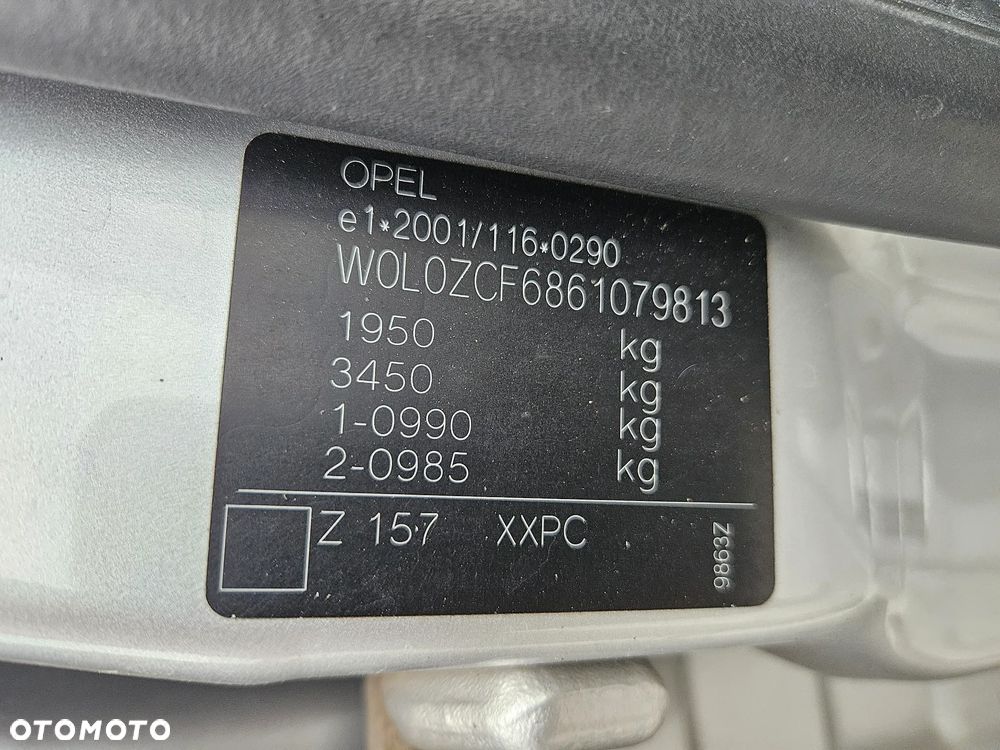 OPEL
e1*2001/116*0290
W0L0ZCF6861079813
1950 kg
3450 kg
1-0990 kg
2-0985 kg
Z 157 XXPC
9863Z
OTOMOTO